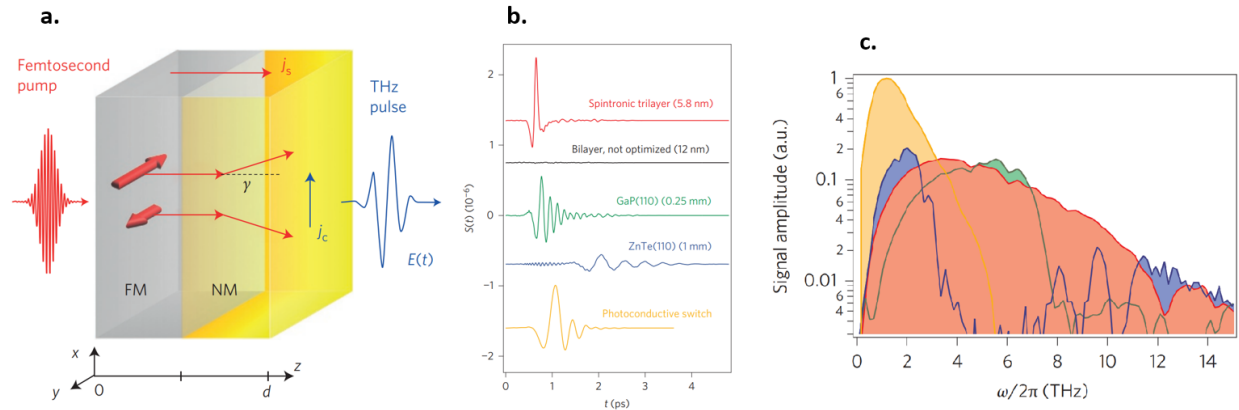 a.
Femtosecond
pump
j_s
THz
pulse
γ
j_c
E(t)
FM
NM
x
y
0
d
z
b.
S(t) (10⁻⁶)
2
1
0
−1
−2
Spintronic trilayer (5.8 nm)
Bilayer, not optimized (12 nm)
GaP(110) (0.25 mm)
ZnTe(110) (1 mm)
Photoconductive switch
0 1 2 3 4
t (ps)
c.
Signal amplitude (a.u.)
1
6
4
2
0.1
6
4
2
0.01
6
4
0 2 4 6 8 10 12 14
ω/2π (THz)